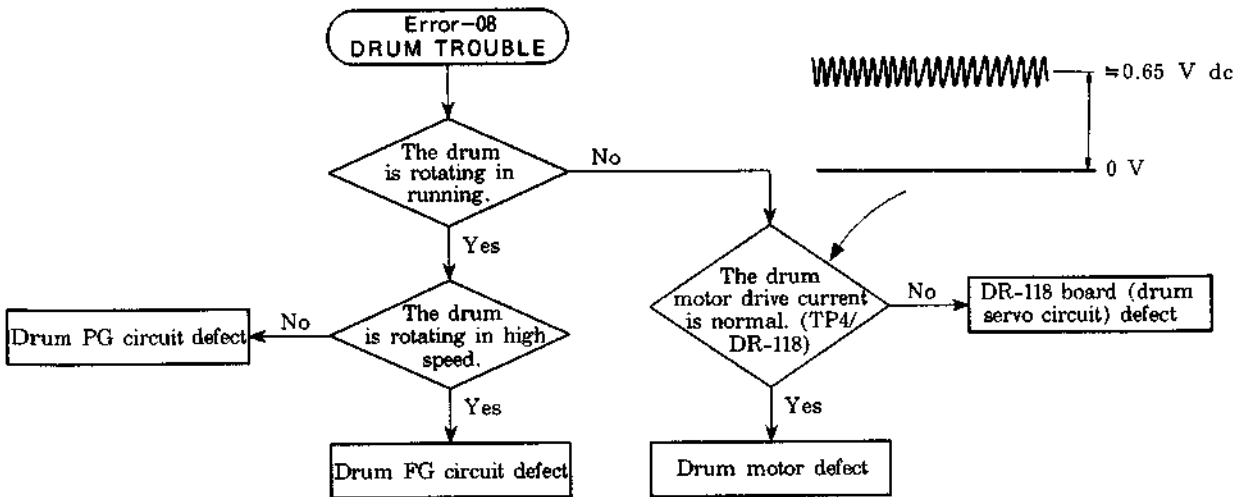 Error-08
DRUM TROUBLE
≒0.65 V dc
0 V
The drum
is rotating in
running.
No
Yes
The drum
motor drive current
is normal. (TP4/
DR-118)
No
DR-118 board (drum
servo circuit) defect
Drum PG circuit defect
No
The drum
is rotating in high
speed.
Yes
Yes
Drum FG circuit defect
Drum motor defect